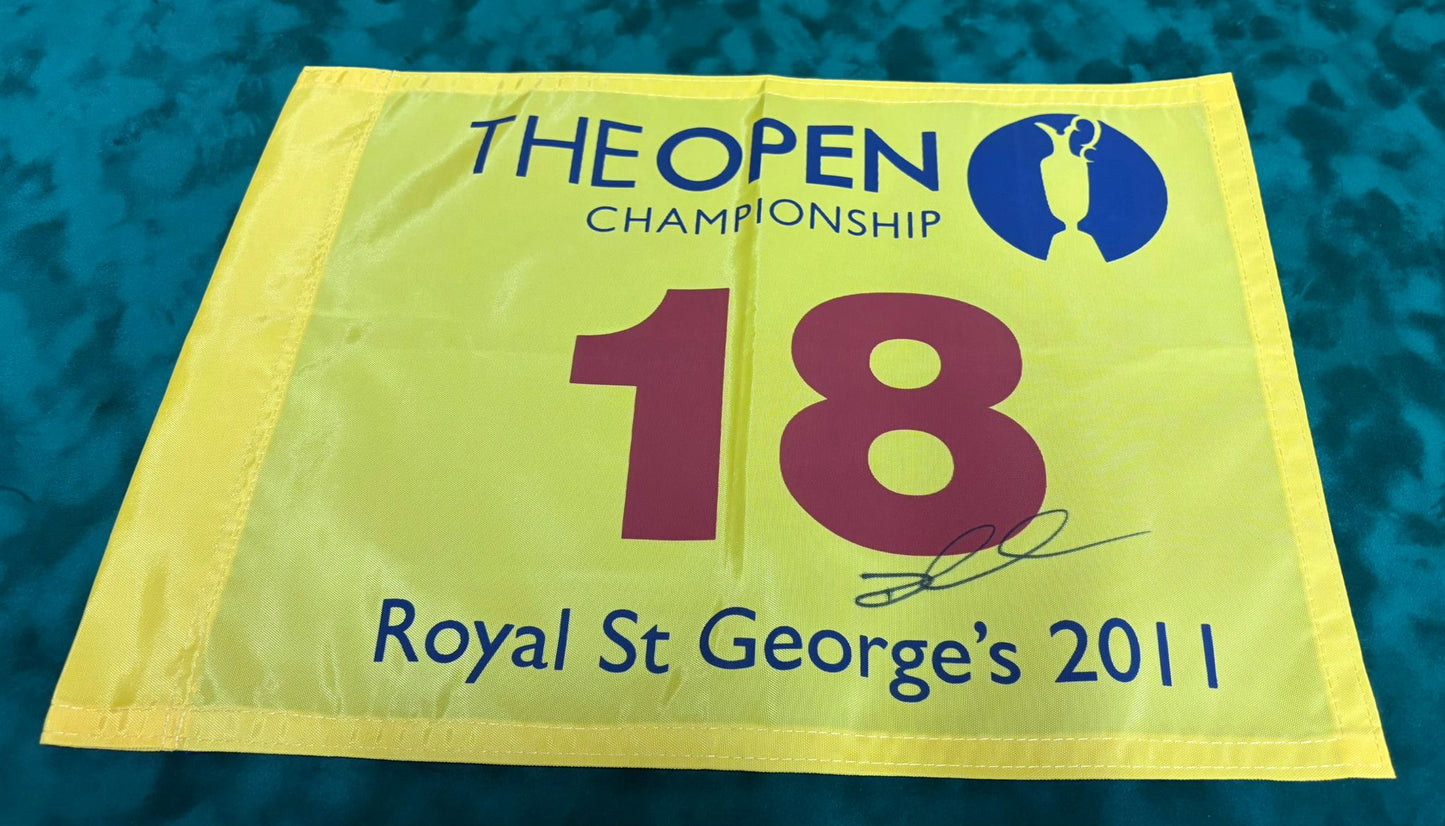 THE OPEN
CHAMPIONSHIP
18
Royal St George's 2011